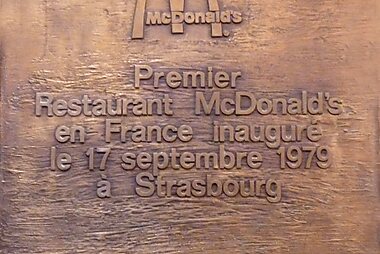 McDonald's
Premier
Restaurant McDonald's
en France inauguré
le 17 septembre 1979
à Strasbourg